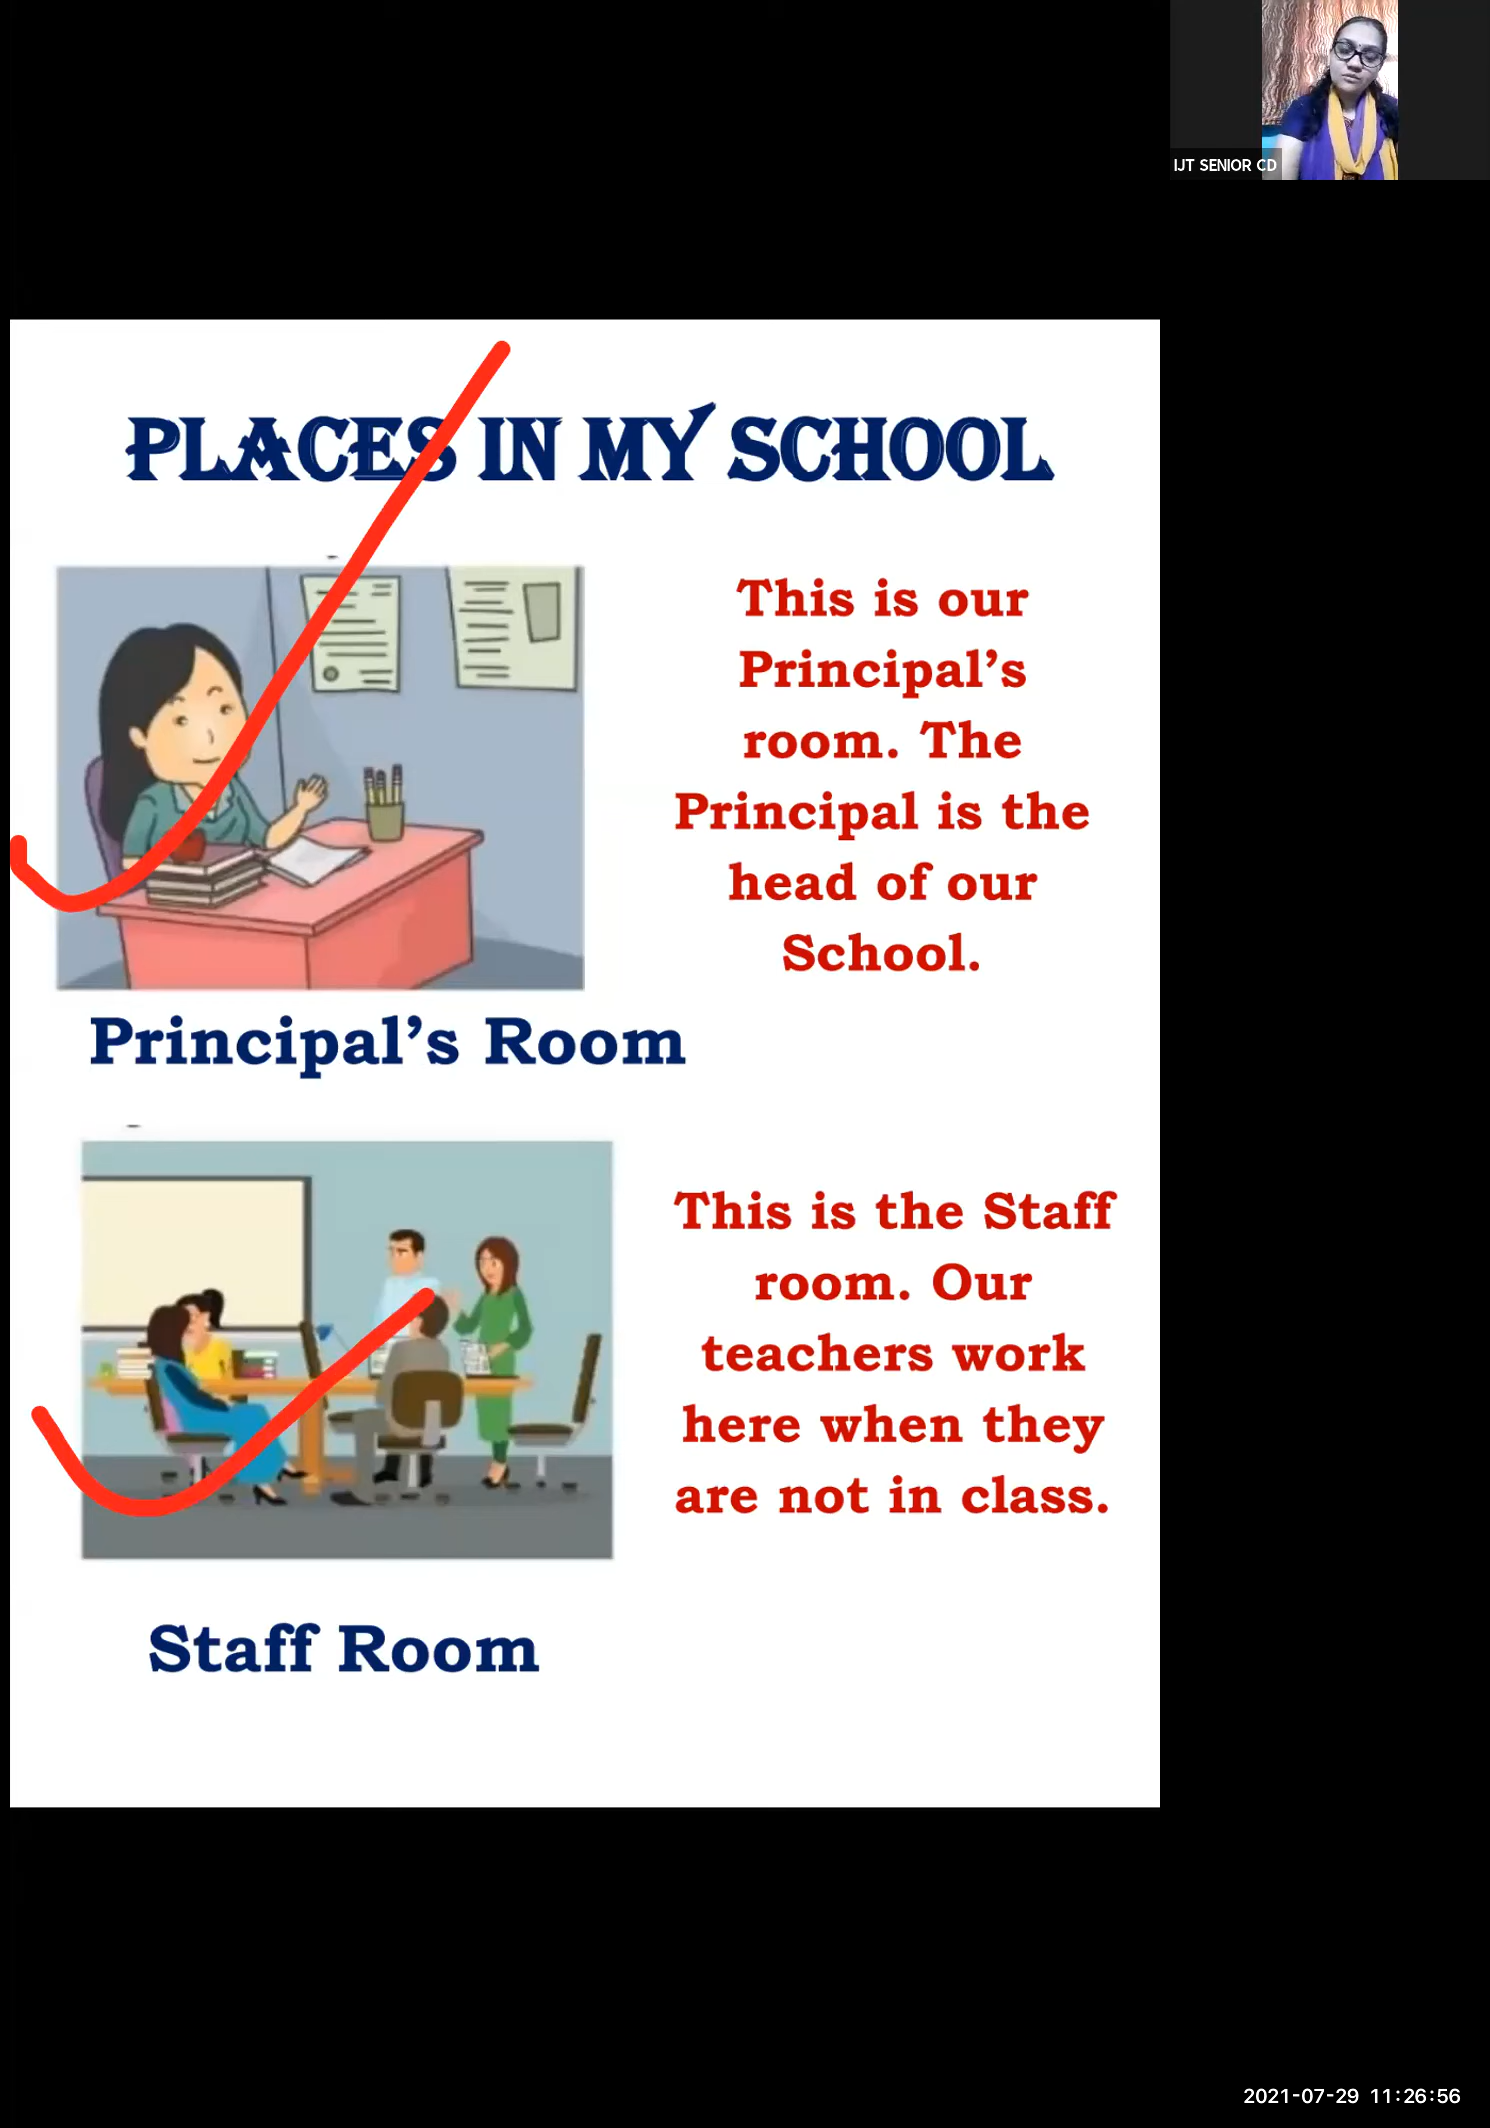 IJT SENIOR CD
PLACES IN MY SCHOOL
This is our
Principal’s
room. The
Principal is the
head of our
School.
Principal’s Room
This is the Staff
room. Our
teachers work
here when they
are not in class.
Staff Room
2021-07-29 11:26:56